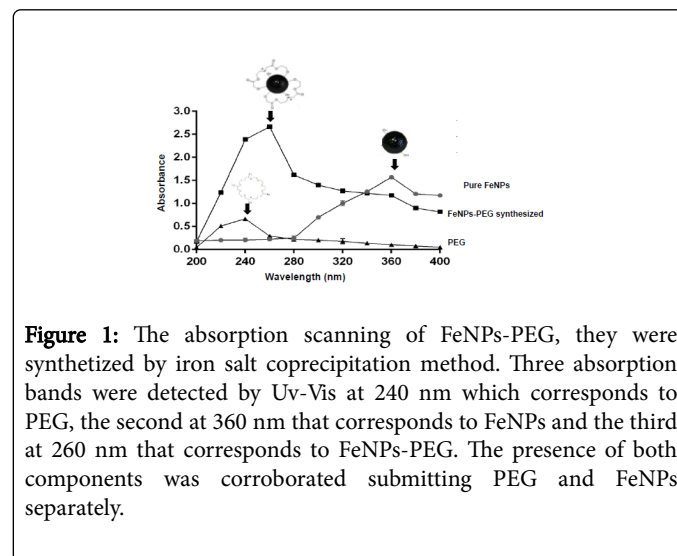 3.0
2.5
2.0
1.5
1.0
0.5
0.0
Absorbance
Pure FeNPs
FeNPs-PEG synthesized
PEG
200 240 280 320 360 400
Wavelength (nm)
Figure 1: The absorption scanning of FeNPs-PEG, they were
synthetized by iron salt coprecipitation method. Three absorption
bands were detected by Uv-Vis at 240 nm which corresponds to
PEG, the second at 360 nm that corresponds to FeNPs and the third
at 260 nm that corresponds to FeNPs-PEG. The presence of both
components was corroborated submitting PEG and FeNPs
separately.